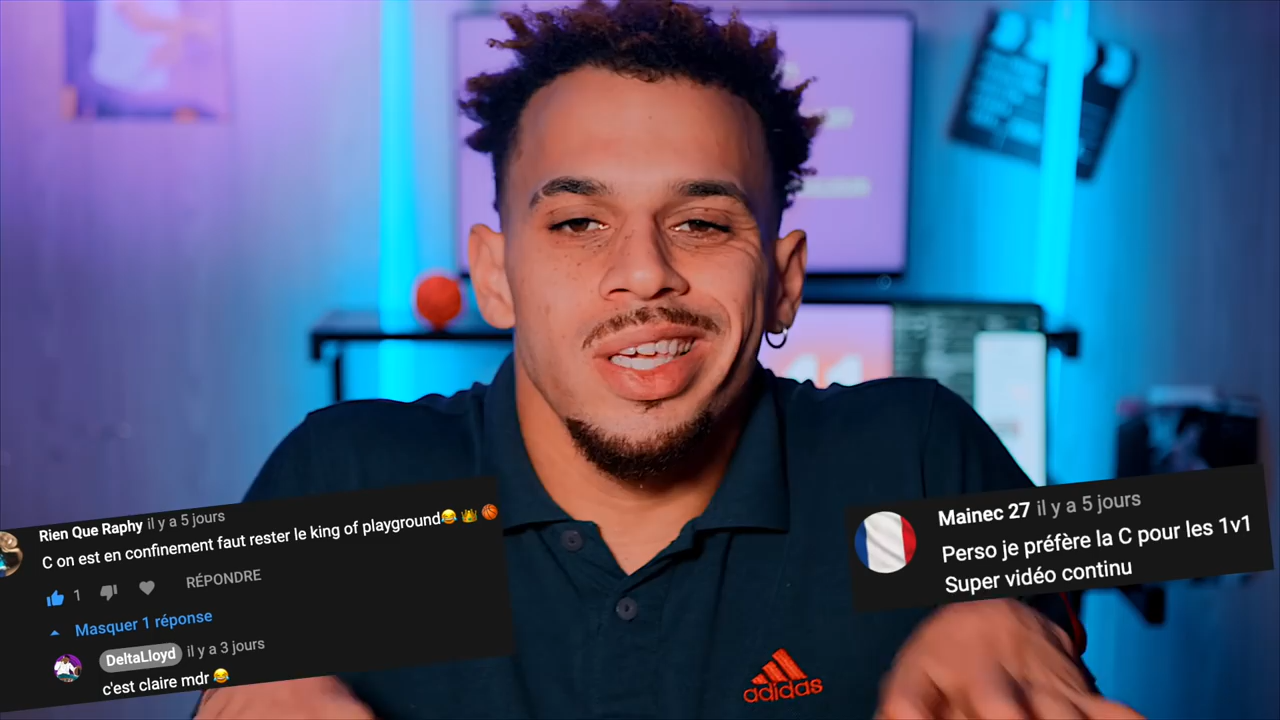 Rien Que Raphy il y a 5 jours
C on est en confinement faut rester le king of playground😂 👑 🏀
1 RÉPONDRE
Masquer 1 réponse
DeltaLloyd il y a 3 jours
c'est claire mdr 😂
Mainec 27 il y a 5 jours
Perso je préfère la C pour les 1v1
Super vidéo continu
adidas